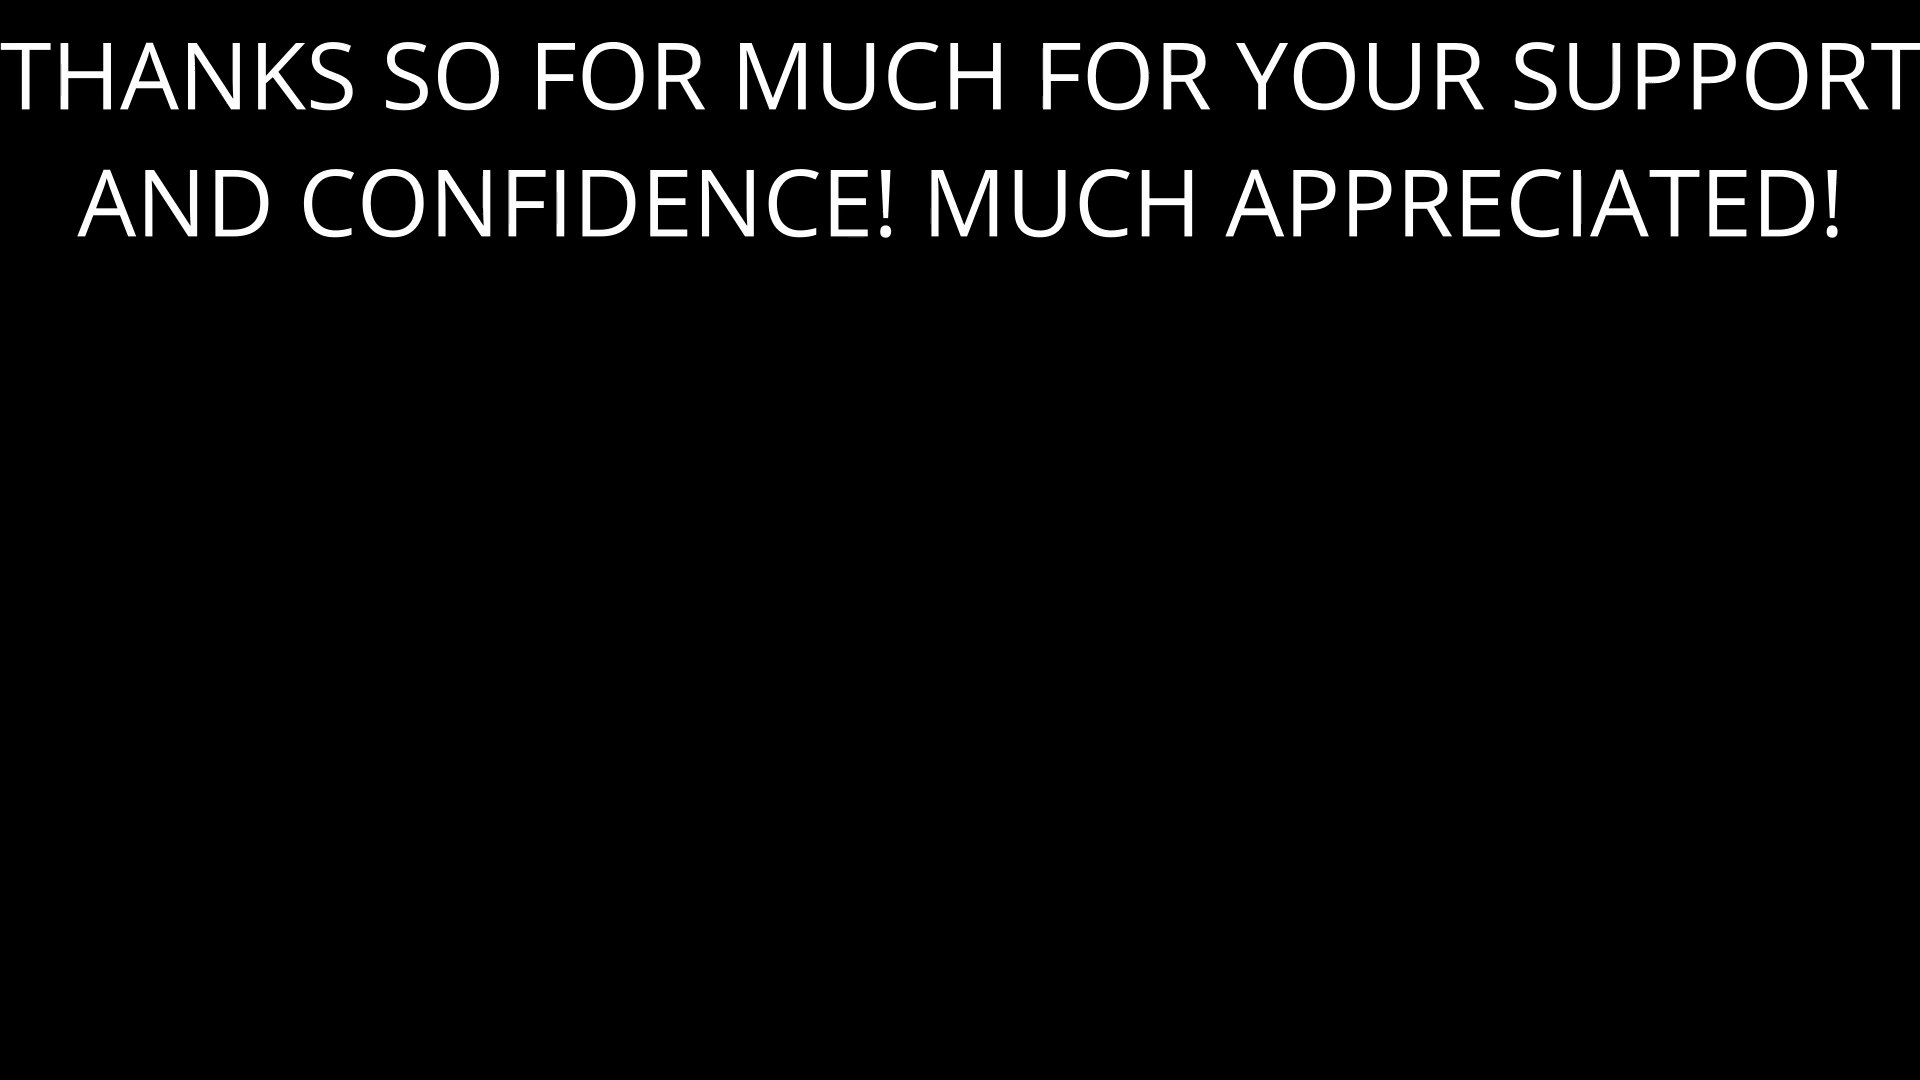 THANKS SO FOR MUCH FOR YOUR SUPPORT
AND CONFIDENCE! MUCH APPRECIATED!